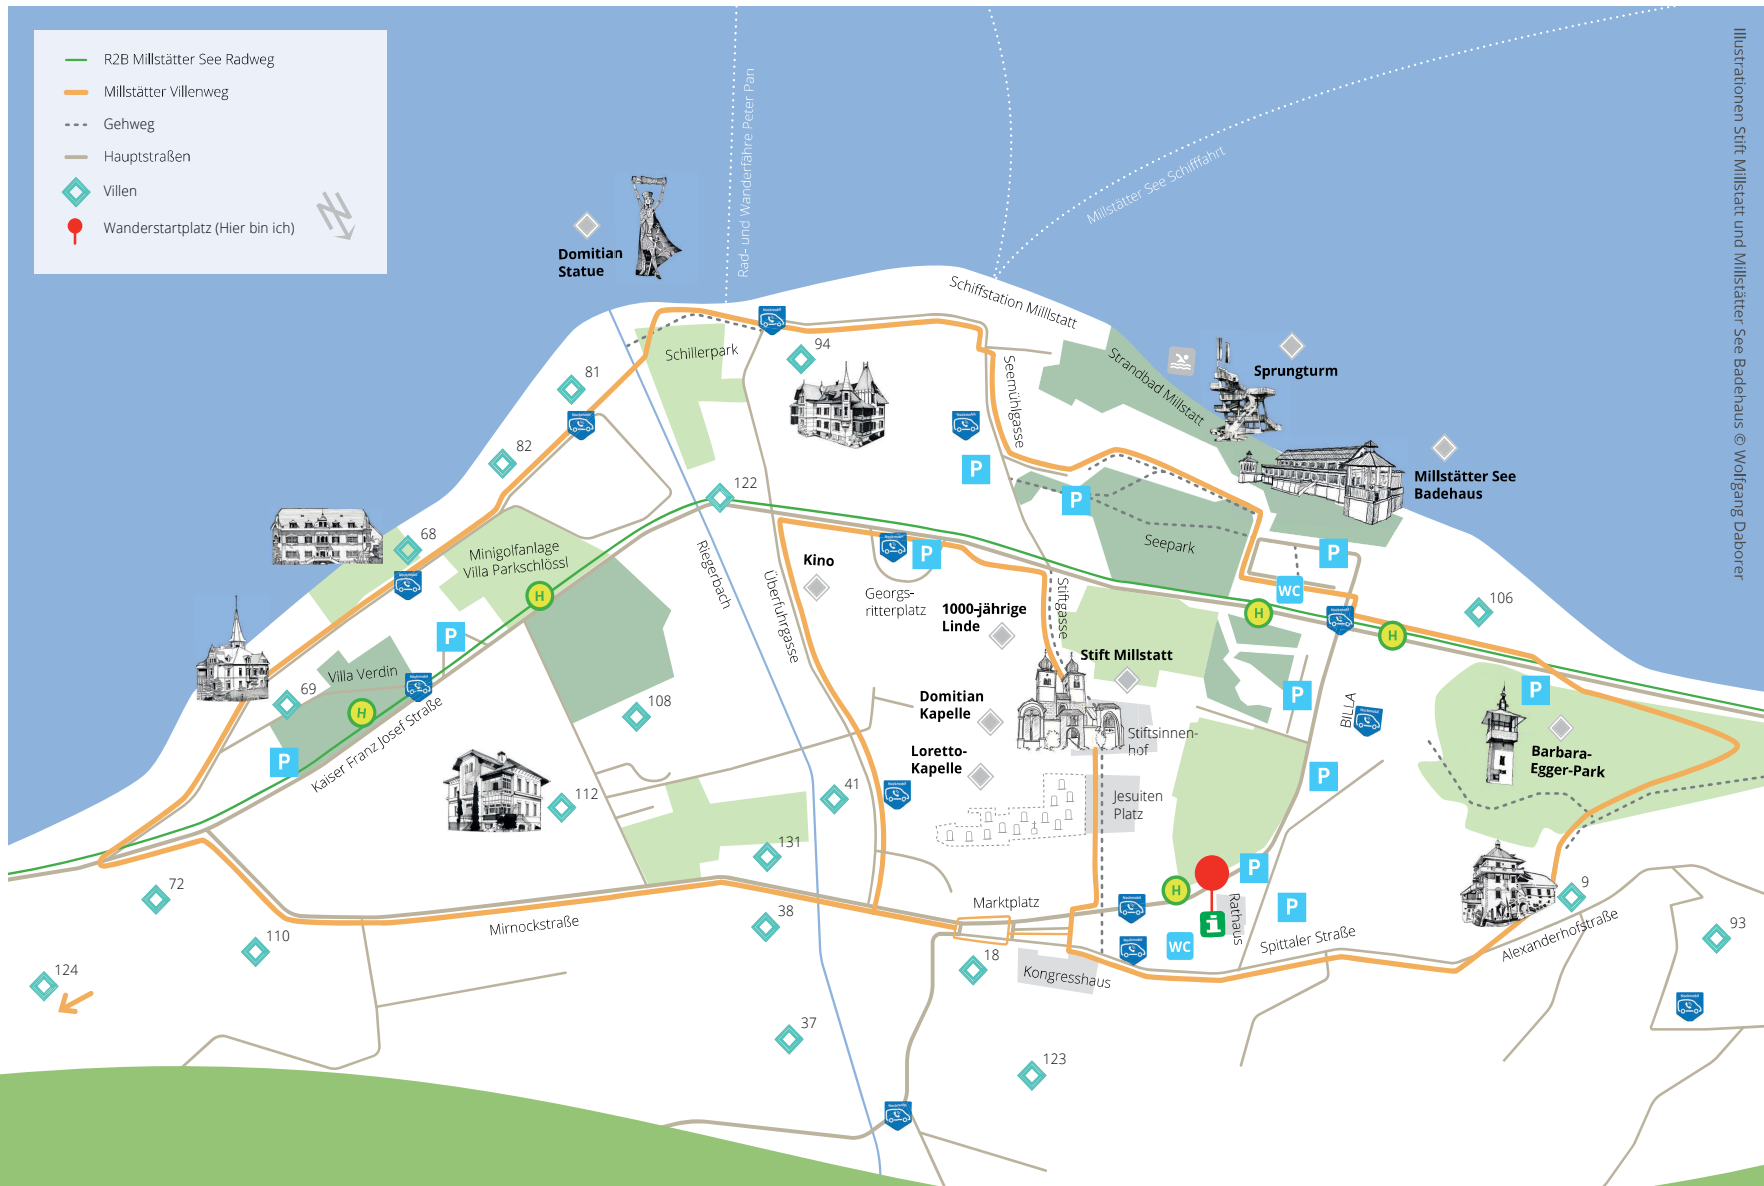 R2B Millstätter See Radweg
Millstätter Villenweg
Gehweg
Hauptstraßen
Villen
Wanderstartplatz (Hier bin ich)
N
Illustrationen Stift Millstatt und Millstätter See Badehaus © Wolfgang Daborer
Rad- und Wanderfähre Peter Pan
Millstätter See Schifffahrt
Domitian
Statue
Schiffstation Milllstatt
Schillerpark
94
81
Seemühlgasse
Strandbad Millstatt
Sprungturm
82
P
122
P
Millstätter See
Badehaus
68
Minigolfanlage
Villa Parkschlössl
Seepark
P
P
Kino
Riegerbach
Überfuhrgasse
Georgs-
ritterplatz
1000-jährige
Linde
Stiftgasse
H
WC
H
H
106
P
Villa Verdin
69
H
108
Stift Millstatt
Domitian
Kapelle
Stiftsinnen-
hof
P
BILLA
P
P
Kaiser Franz Josef Straße
Loretto-
Kapelle
Barbara-
Egger-Park
112
41
Jesuiten
Platz
P
131
P
72
H
9
Marktplatz
P
Rathaus
i
38
Mirnockstraße
Spittaler Straße
Alexanderhofstraße
93
110
WC
18
Kongresshaus
124
37
123